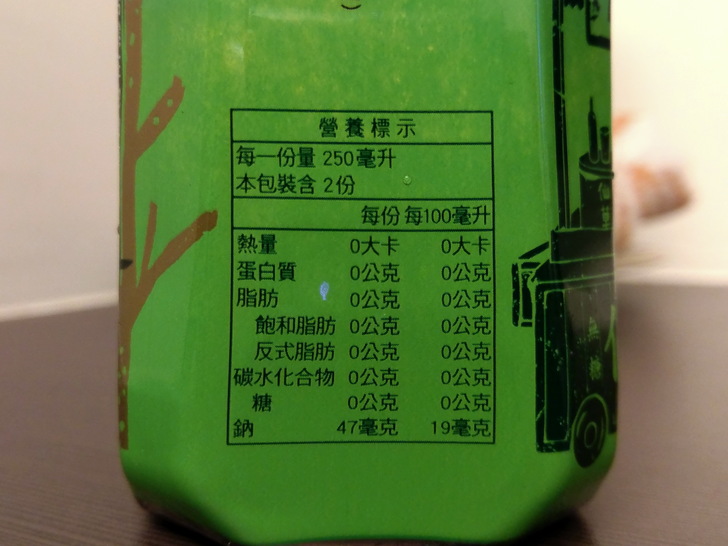 營養標示
每一份量 250毫升
本包裝含 2份
每份 每100毫升
熱量 0大卡 0大卡
蛋白質 0公克 0公克
脂肪 0公克 0公克
飽和脂肪 0公克 0公克
反式脂肪 0公克 0公克
碳水化合物 0公克 0公克
糖 0公克 0公克
鈉 47毫克 19毫克
無糖